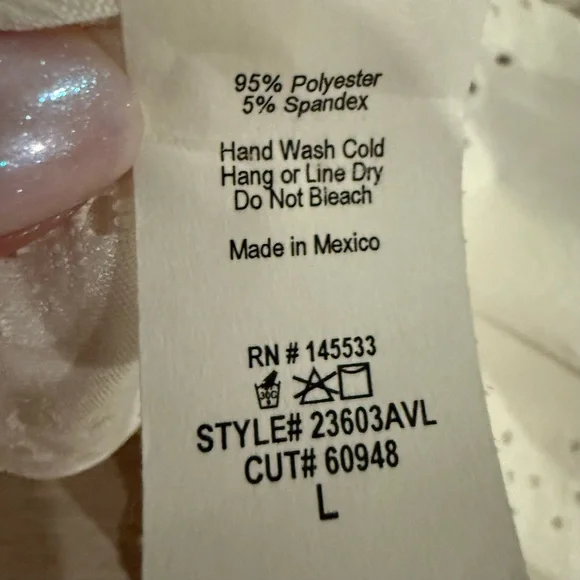 95% Polyester
5% Spandex
Hand Wash Cold
Hang or Line Dry
Do Not Bleach
Made in Mexico
RN # 145533
30C
STYLE# 23603AVL
CUT# 60948
L